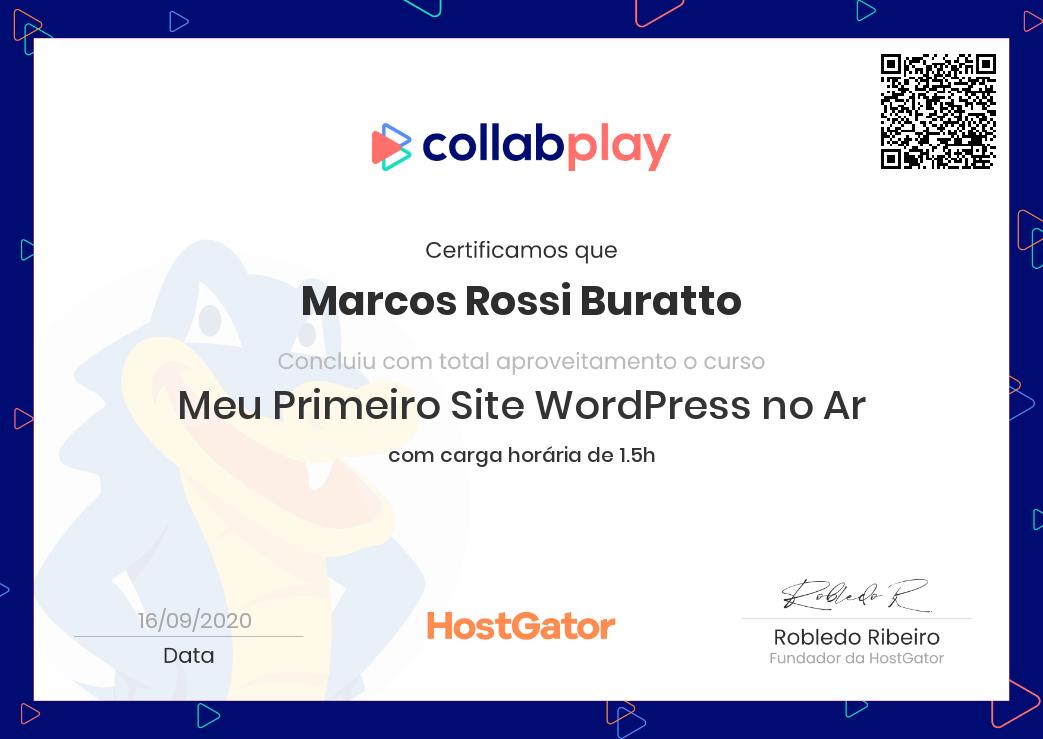 collabplay
Certificamos que
Marcos Rossi Buratto
Concluiu com total aproveitamento o curso
Meu Primeiro Site WordPress no Ar
com carga horária de 1.5h
16/09/2020
Data
HostGator
Robledo R.
Robledo Ribeiro
Fundador da HostGator